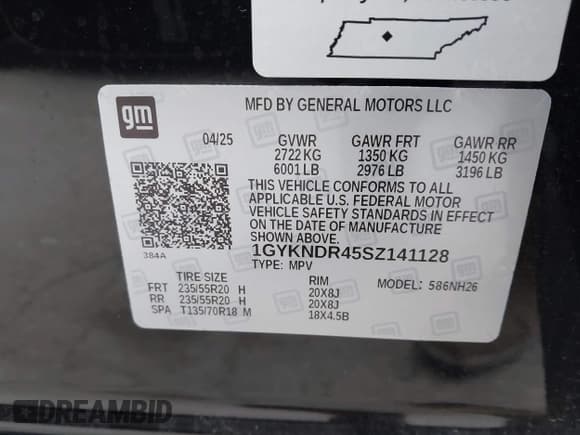 gm
MFD BY GENERAL MOTORS LLC
04/25 GVWR GAWR FRT GAWR RR
2722 KG 1350 KG 1450 KG
6001 LB 2976 LB 3196 LB
THIS VEHICLE CONFORMS TO ALL
APPLICABLE U.S. FEDERAL MOTOR
VEHICLE SAFETY STANDARDS IN EFFECT
ON THE DATE OF MANUFACTURE
SHOWN ABOVE.
384A 1GYKNDR45SZ141128
TYPE: MPV
TIRE SIZE RIM MODEL: 586NH26
FRT 235/55R20 H 20X8J
RR 235/55R20 H 20X8J
SPA T135/70R18 M 18X4.5B
DREAMBID